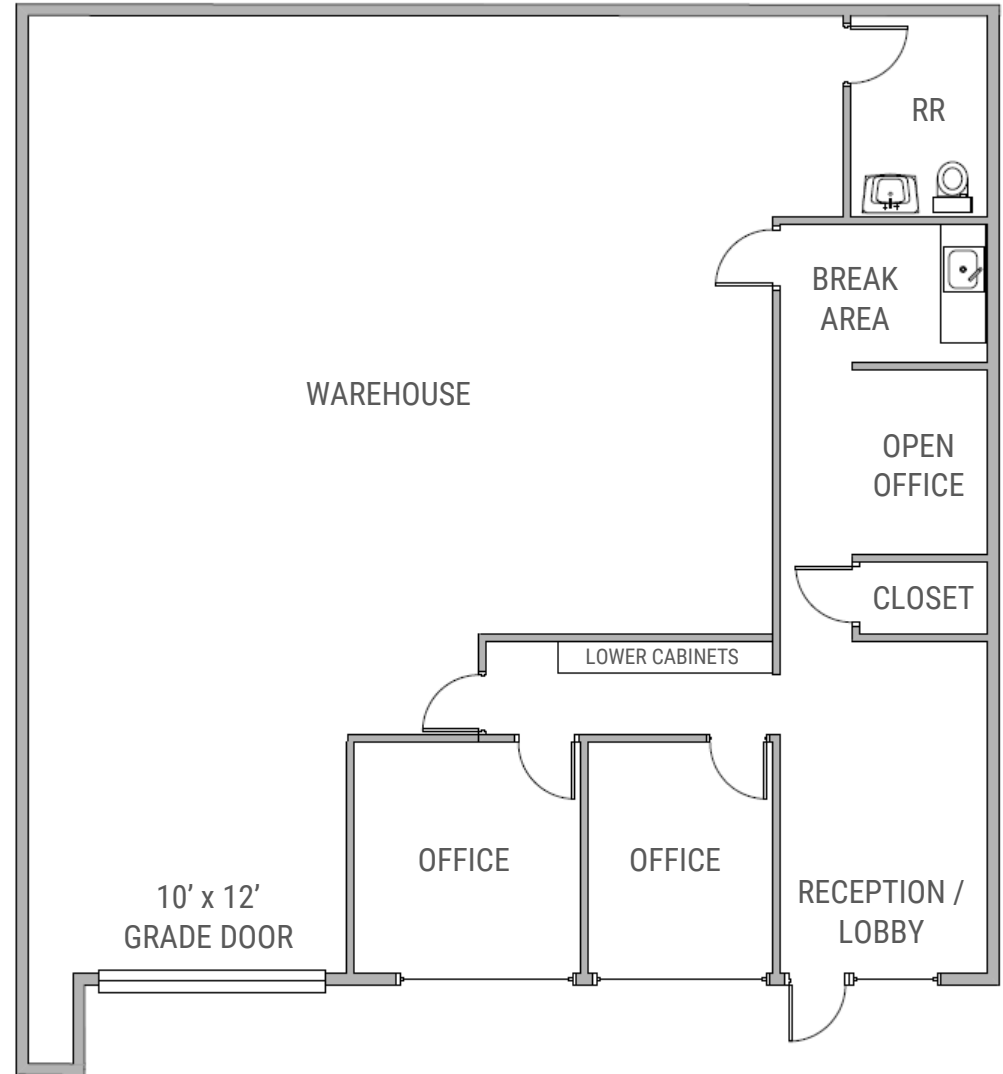 RR
BREAK
AREA
WAREHOUSE
OPEN
OFFICE
CLOSET
LOWER CABINETS
OFFICE
OFFICE
RECEPTION /
LOBBY
10’ x 12’
GRADE DOOR